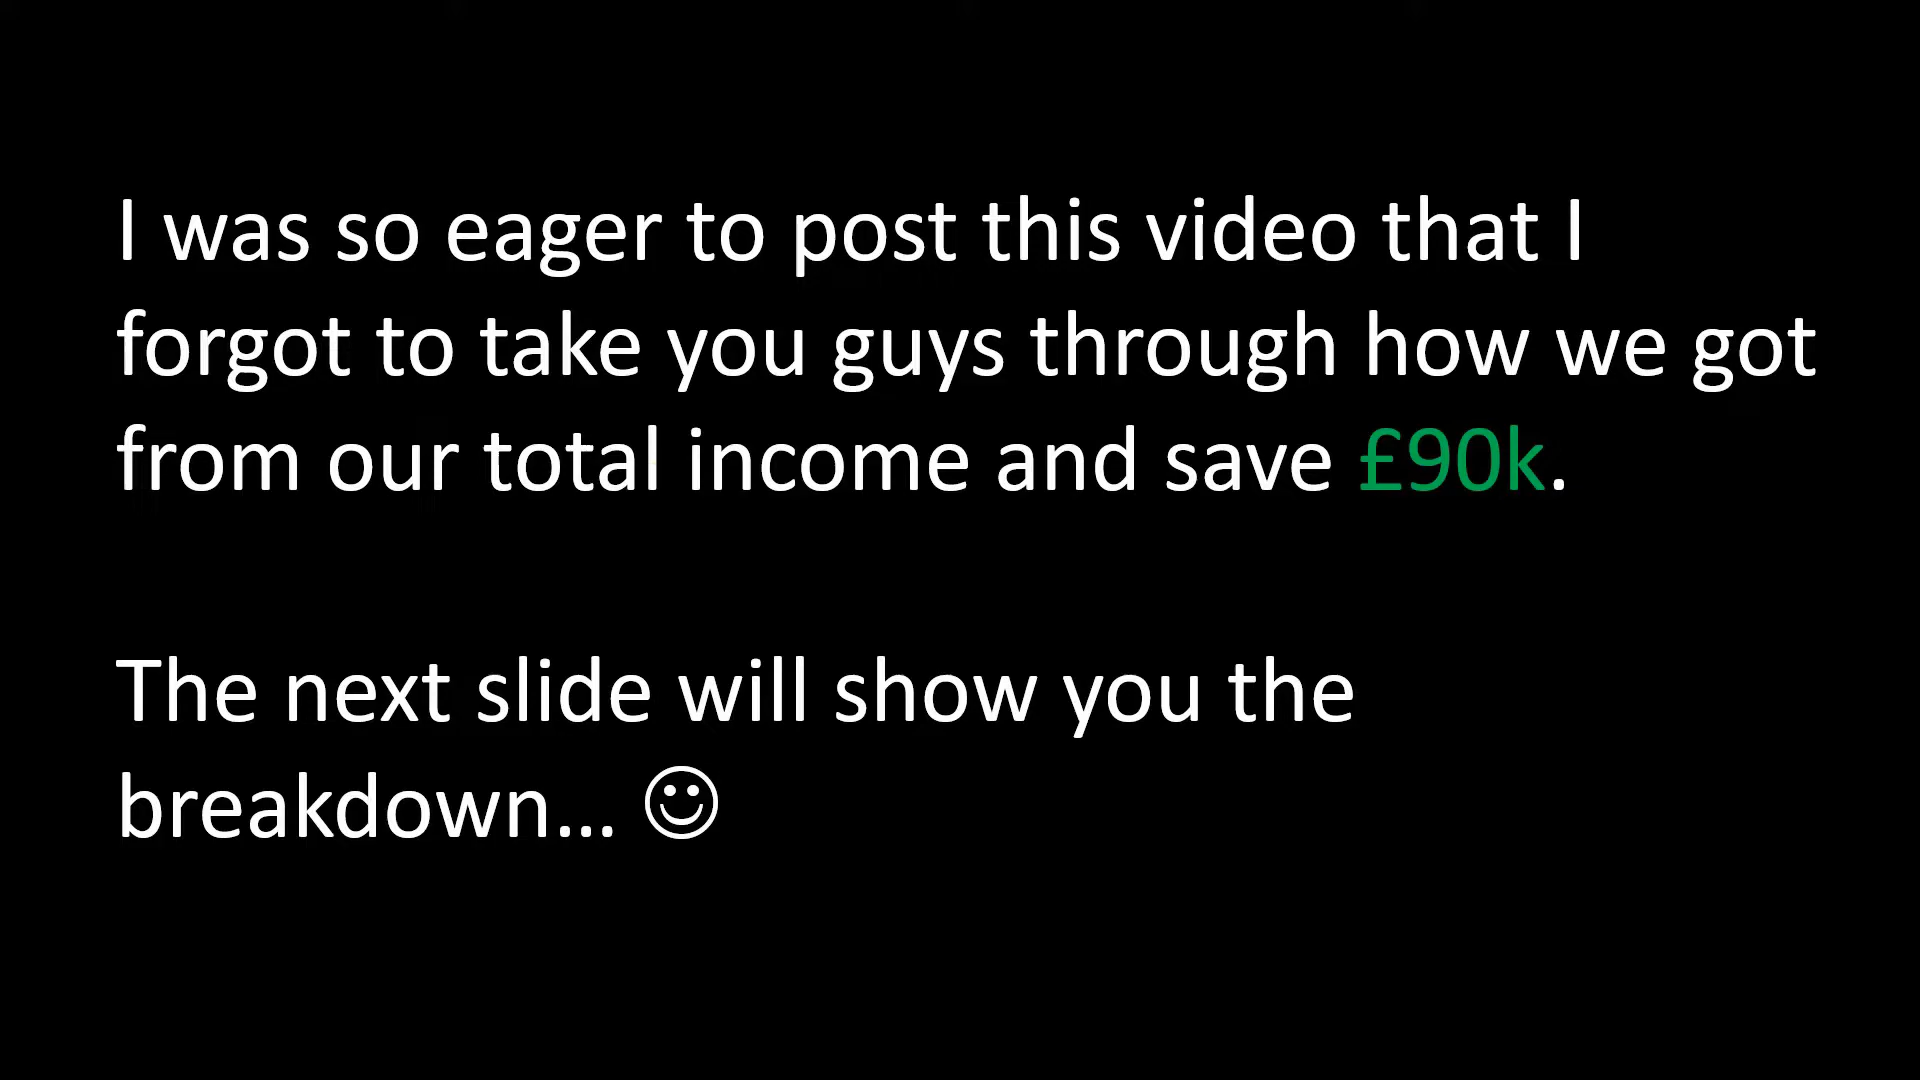 I was so eager to post this video that I
forgot to take you guys through how we got
from our total income and save £90k.
The next slide will show you the
breakdown... ☺